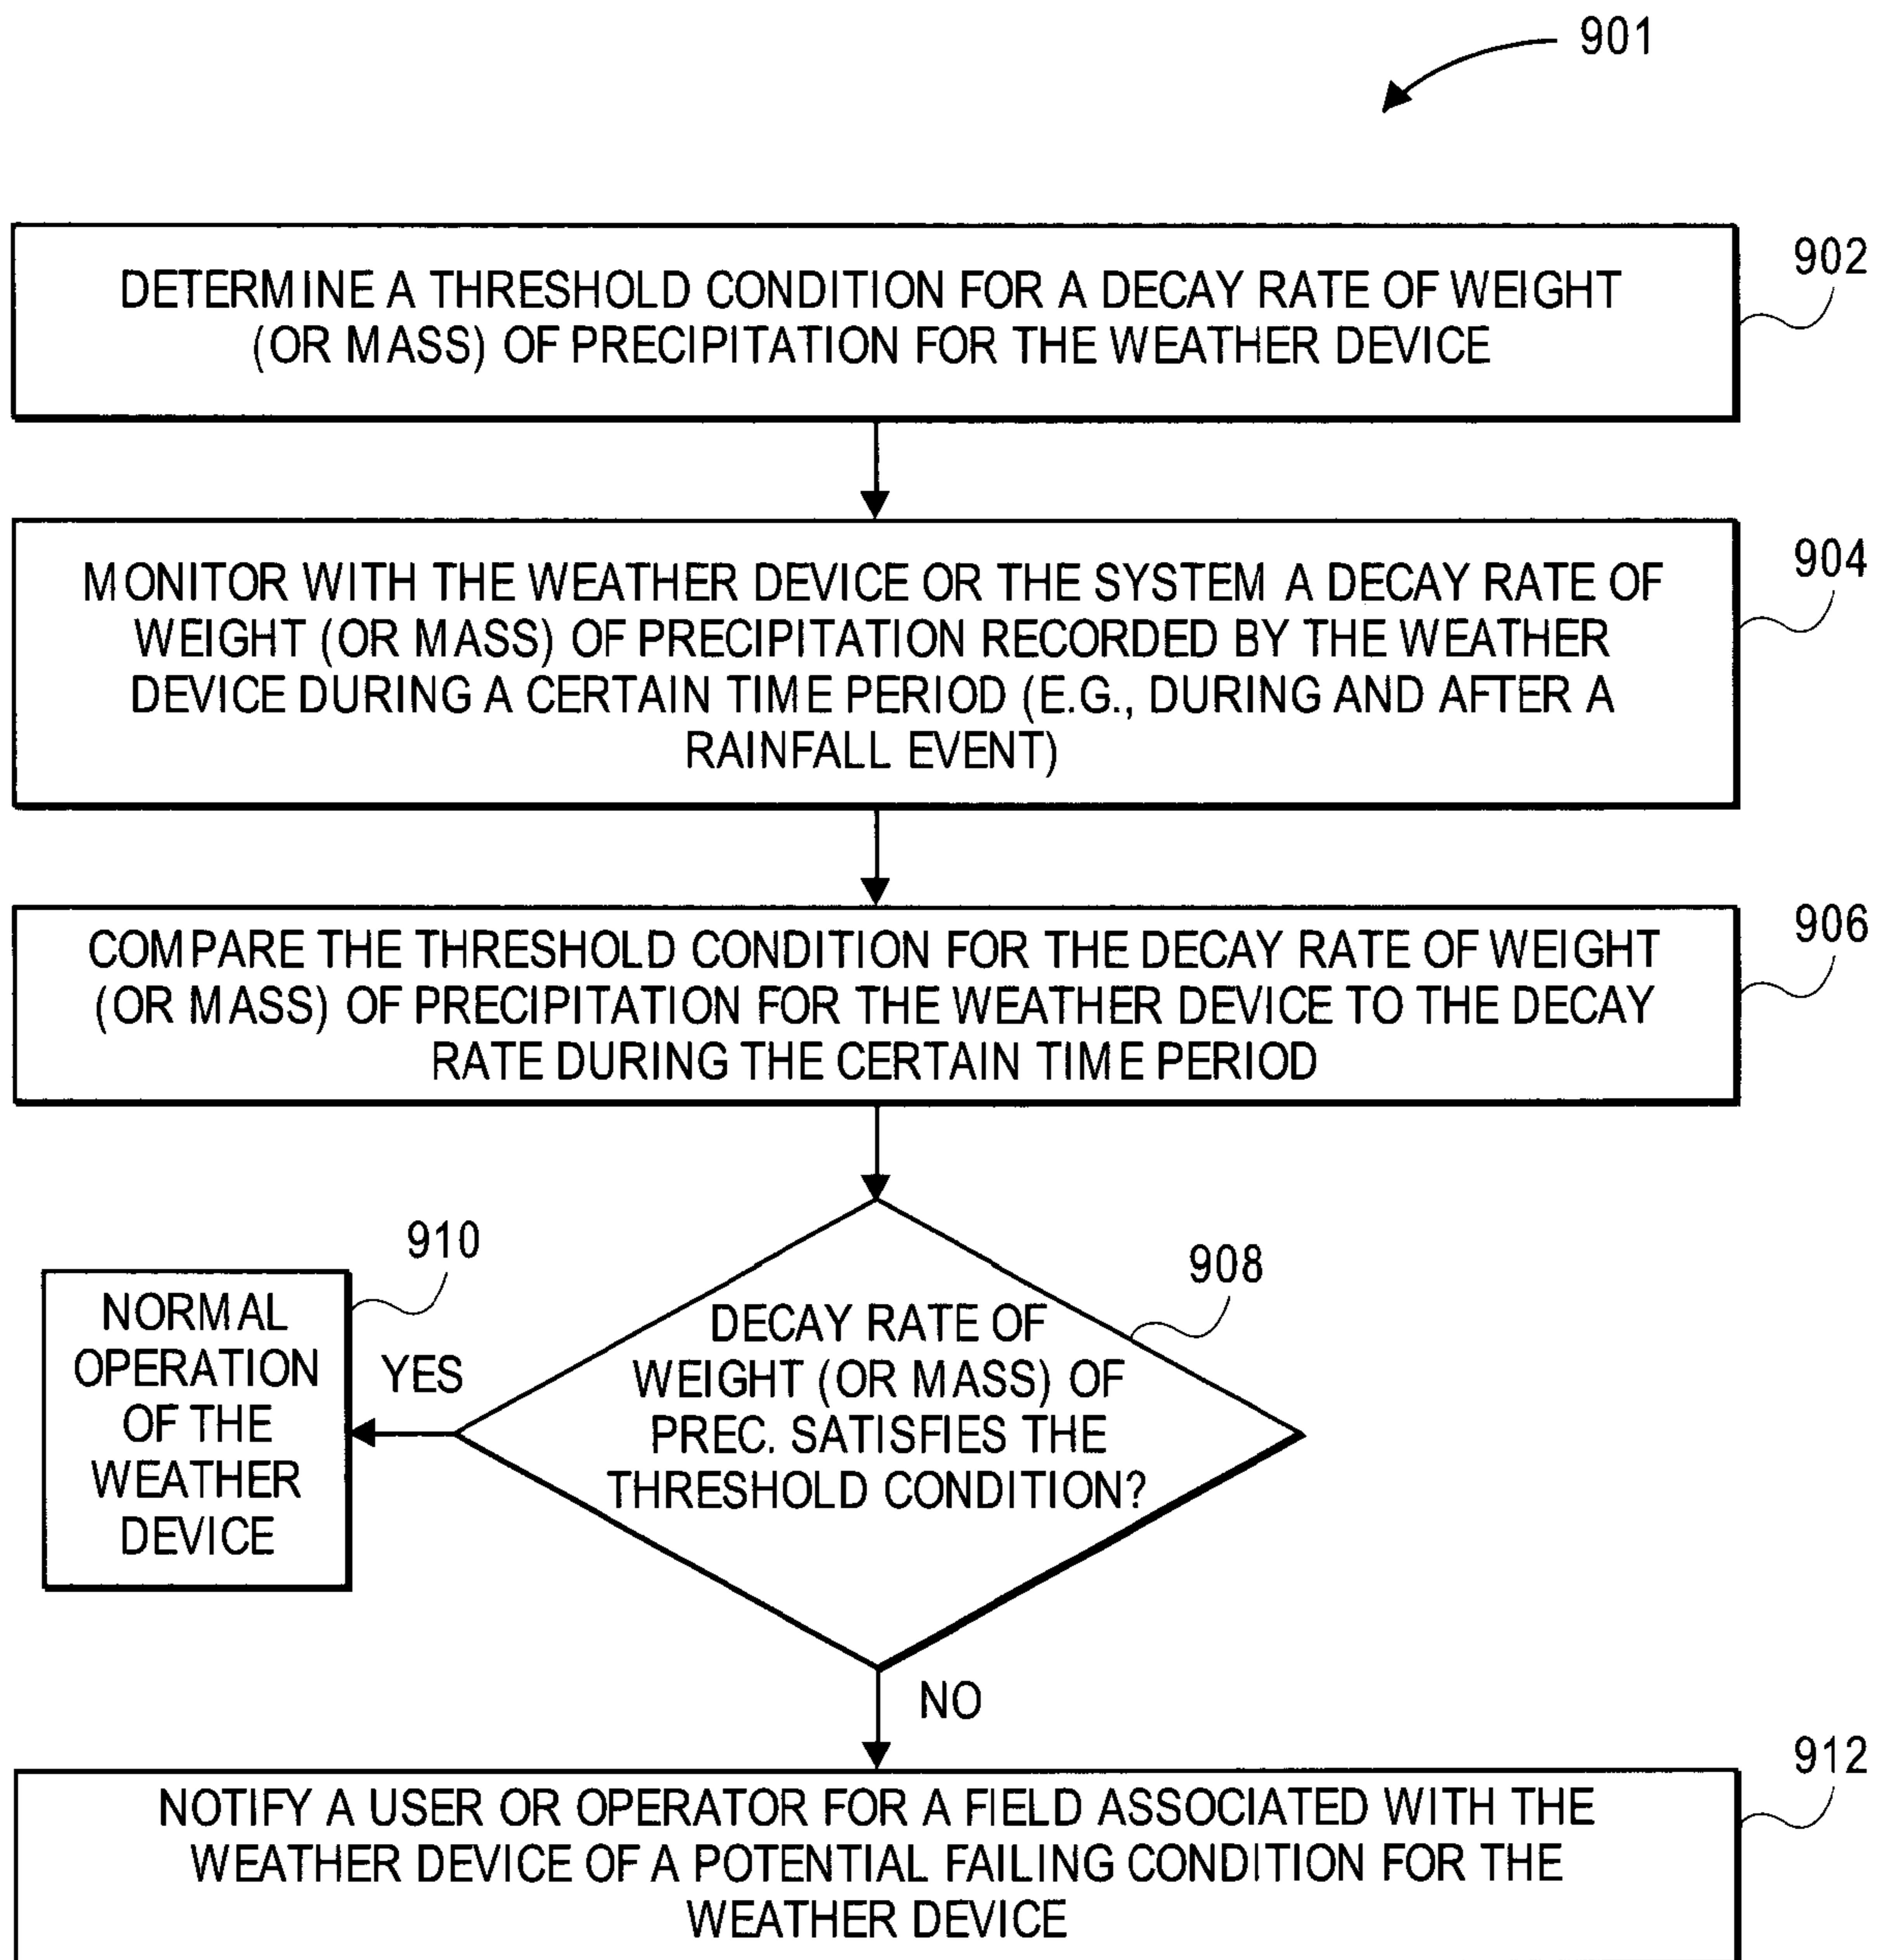 901
DETERMINE A THRESHOLD CONDITION FOR A DECAY RATE OF WEIGHT
(OR MASS) OF PRECIPITATION FOR THE WEATHER DEVICE
902
MONITOR WITH THE WEATHER DEVICE OR THE SYSTEM A DECAY RATE OF
WEIGHT (OR MASS) OF PRECIPITATION RECORDED BY THE WEATHER
DEVICE DURING A CERTAIN TIME PERIOD (E.G., DURING AND AFTER A
RAINFALL EVENT)
904
COMPARE THE THRESHOLD CONDITION FOR THE DECAY RATE OF WEIGHT
(OR MASS) OF PRECIPITATION FOR THE WEATHER DEVICE TO THE DECAY
RATE DURING THE CERTAIN TIME PERIOD
906
910
NORMAL
OPERATION
OF THE
WEATHER
DEVICE
YES
908
DECAY RATE OF
WEIGHT (OR MASS) OF
PREC. SATISFIES THE
THRESHOLD CONDITION?
NO
NOTIFY A USER OR OPERATOR FOR A FIELD ASSOCIATED WITH THE
WEATHER DEVICE OF A POTENTIAL FAILING CONDITION FOR THE
WEATHER DEVICE
912